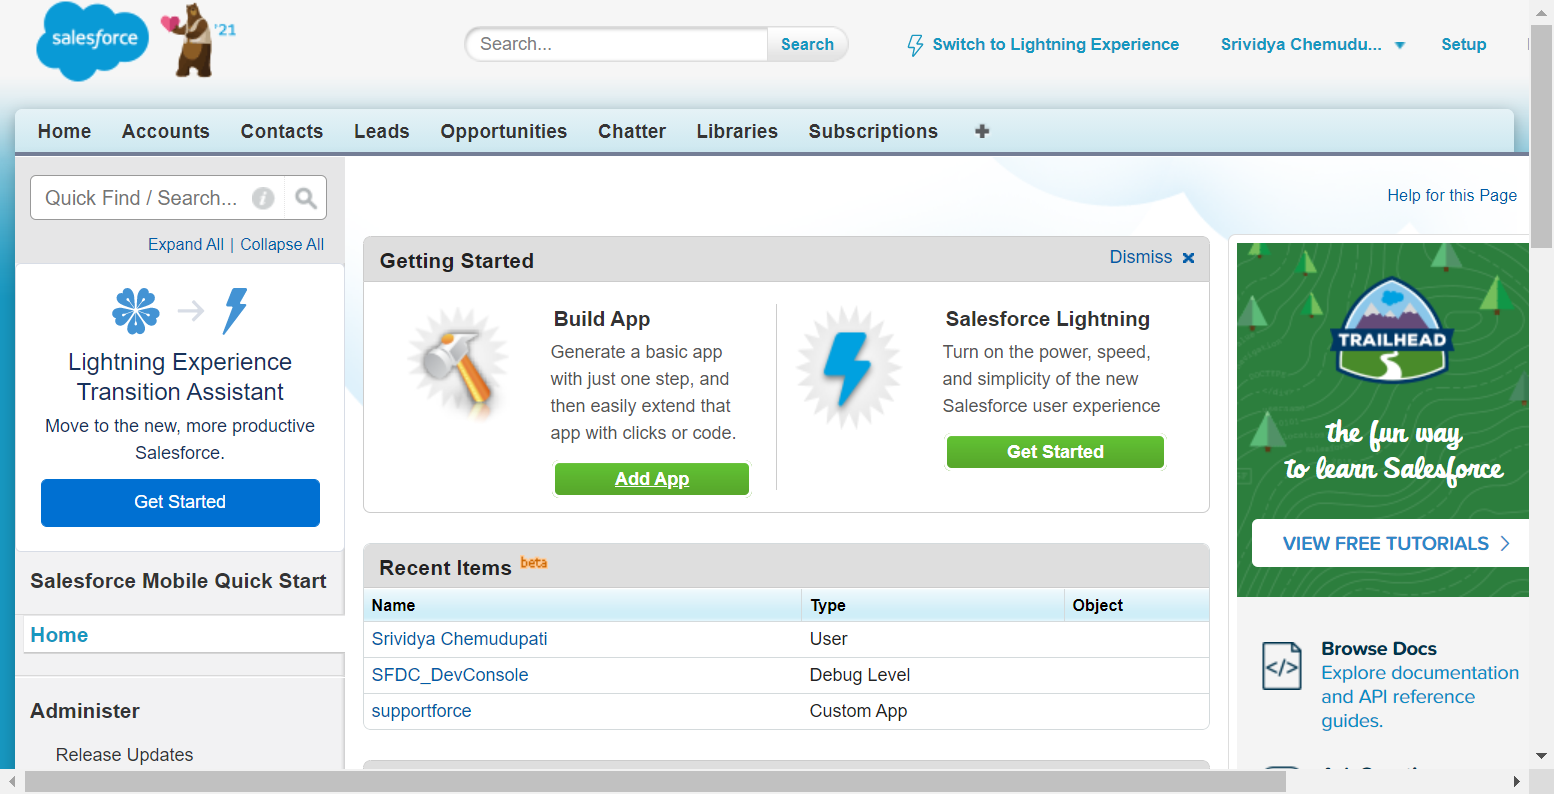 salesforce
'21
Search...
Search
Switch to Lightning Experience
Srividya Chemudu...
Setup
Home
Accounts
Contacts
Leads
Opportunities
Chatter
Libraries
Subscriptions
Quick Find / Search...
Expand All | Collapse All
Lightning Experience
Transition Assistant
Move to the new, more productive
Salesforce.
Get Started
Salesforce Mobile Quick Start
Home
Administer
Release Updates
Help for this Page
Getting Started
Dismiss
Build App
Generate a basic app
with just one step, and
then easily extend that
app with clicks or code.
Add App
Salesforce Lightning
Turn on the power, speed,
and simplicity of the new
Salesforce user experience
Get Started
Recent Items beta
Name Type Object
Srividya Chemudupati User
SFDC_DevConsole Debug Level
supportforce Custom App
TRAILHEAD
the fun way
to learn Salesforce
VIEW FREE TUTORIALS
</>
Browse Docs
Explore documentation
and API reference
guides.